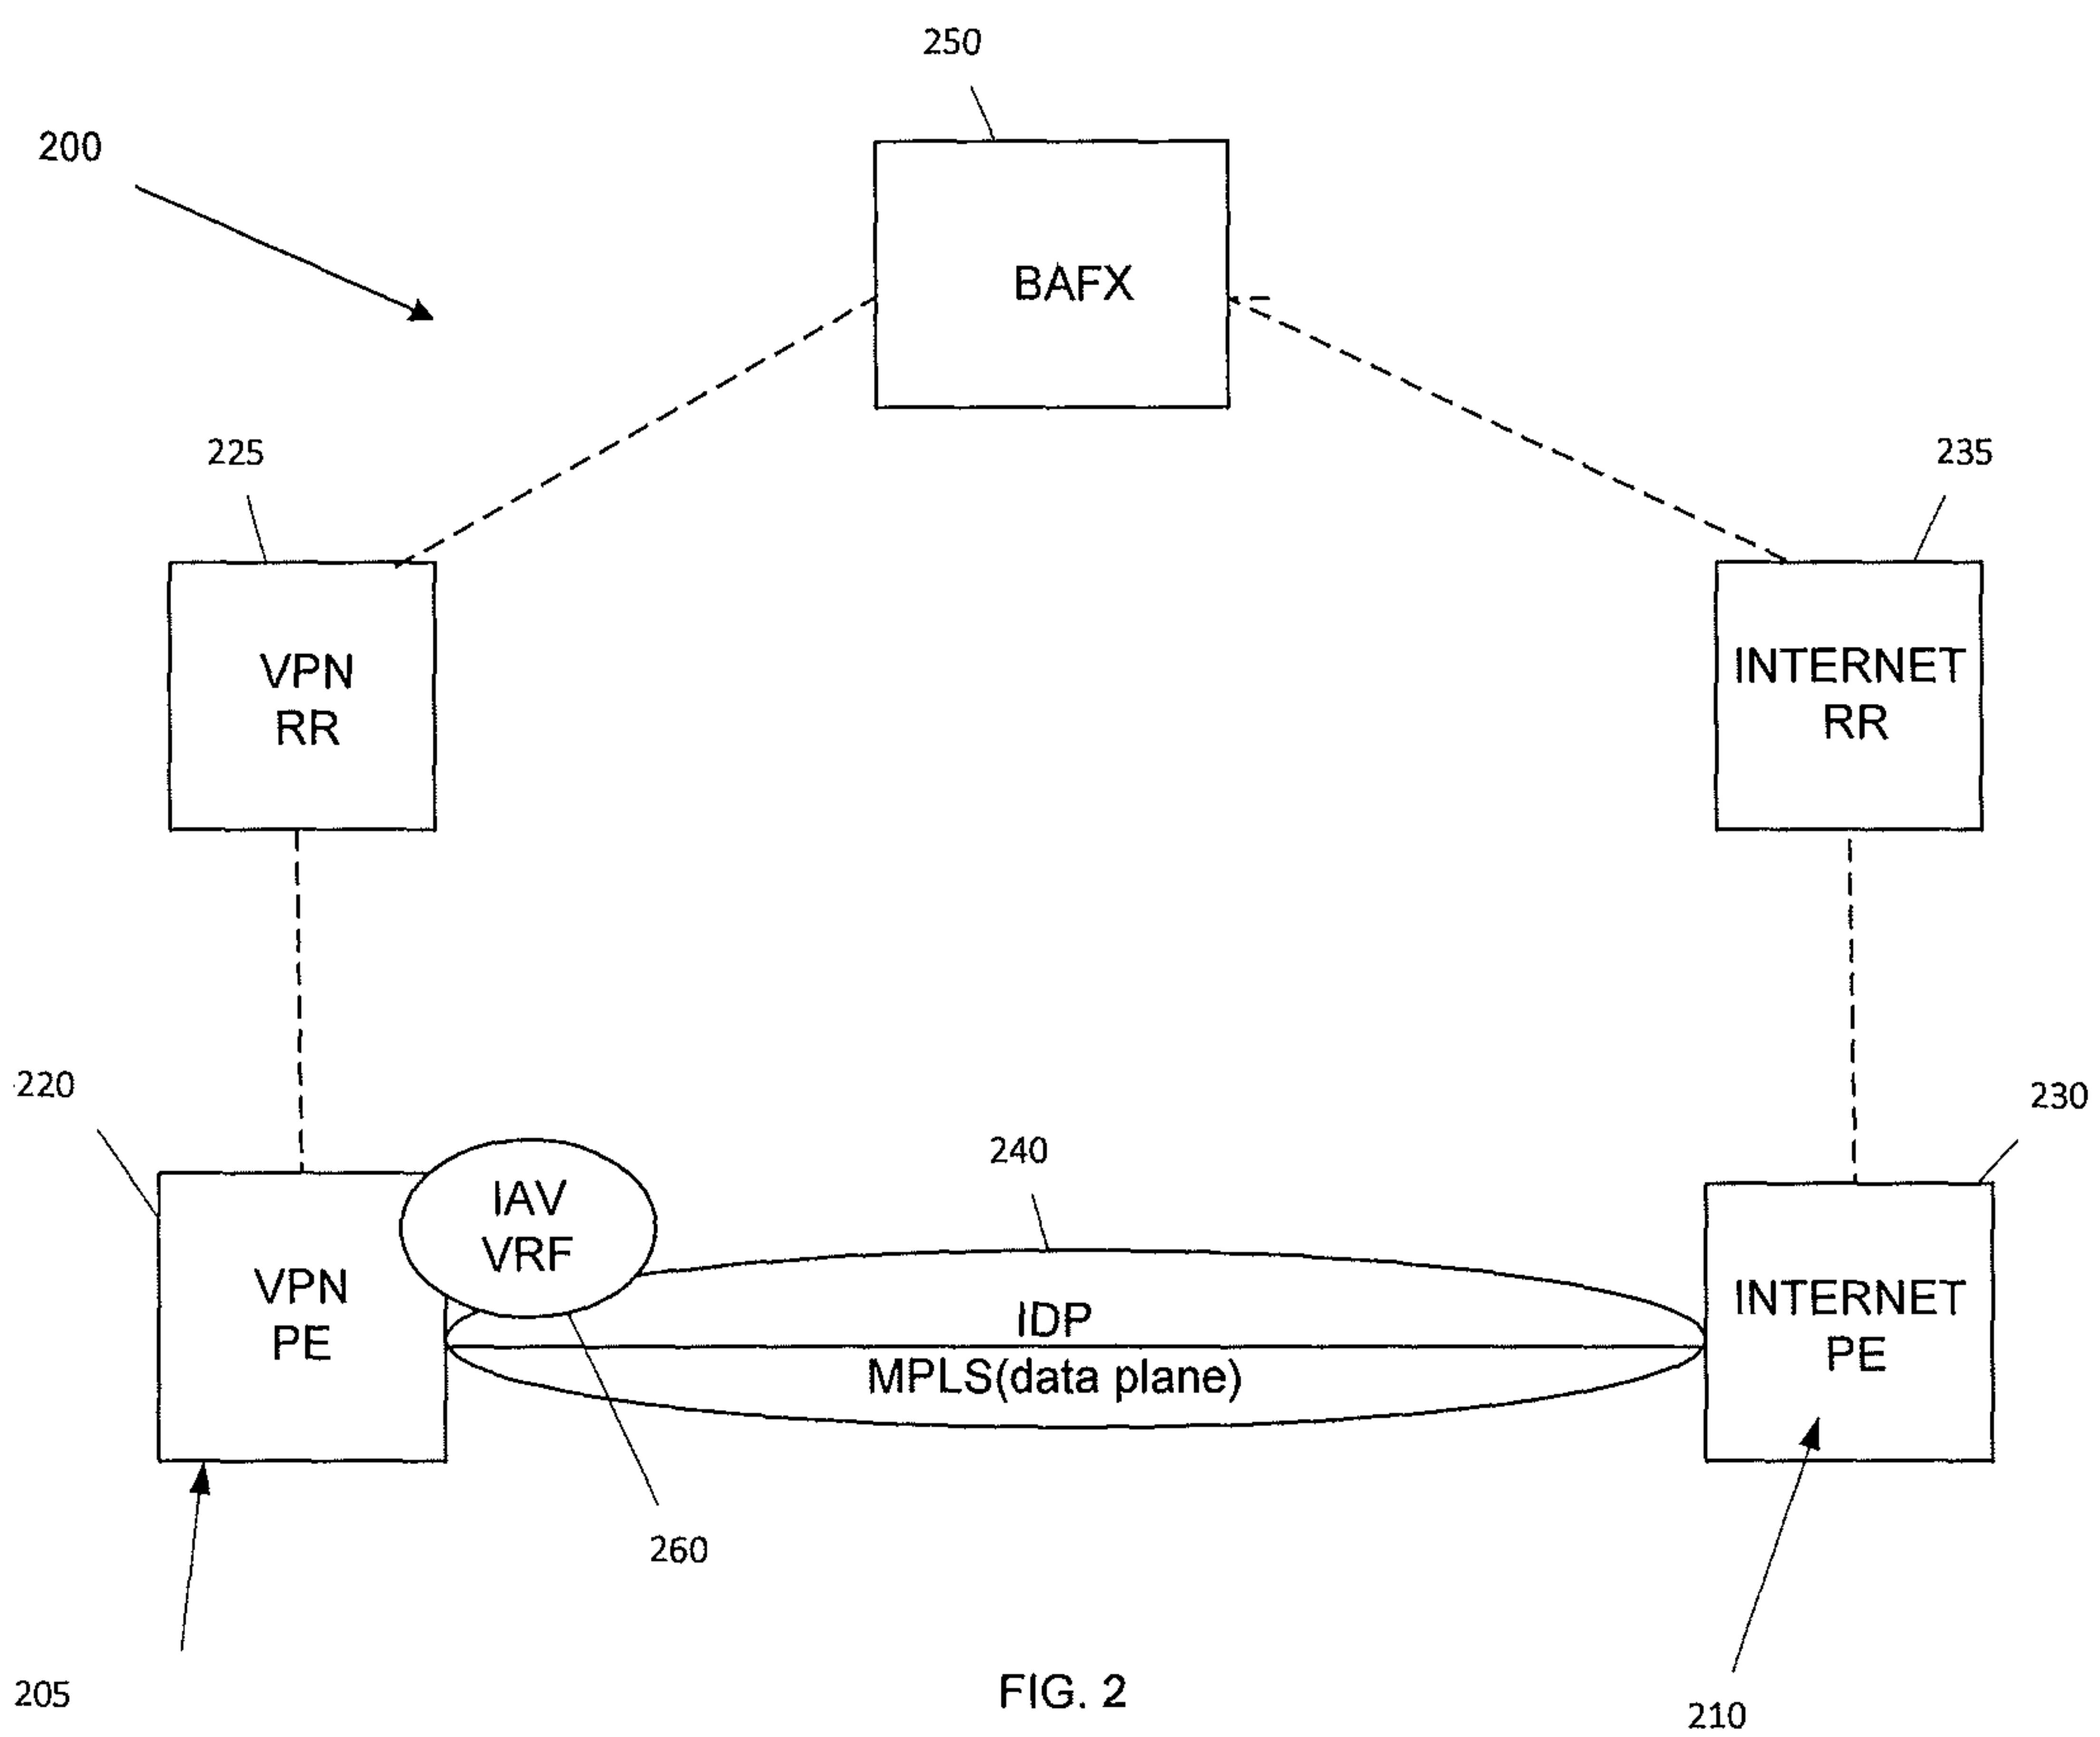 250
200
BAFX
225
235
VPN
RR
INTERNET
RR
220
230
240
IAV
VRF
VPN
PE
IDP
MPLS(data plane)
INTERNET
PE
260
205
FIG. 2
210